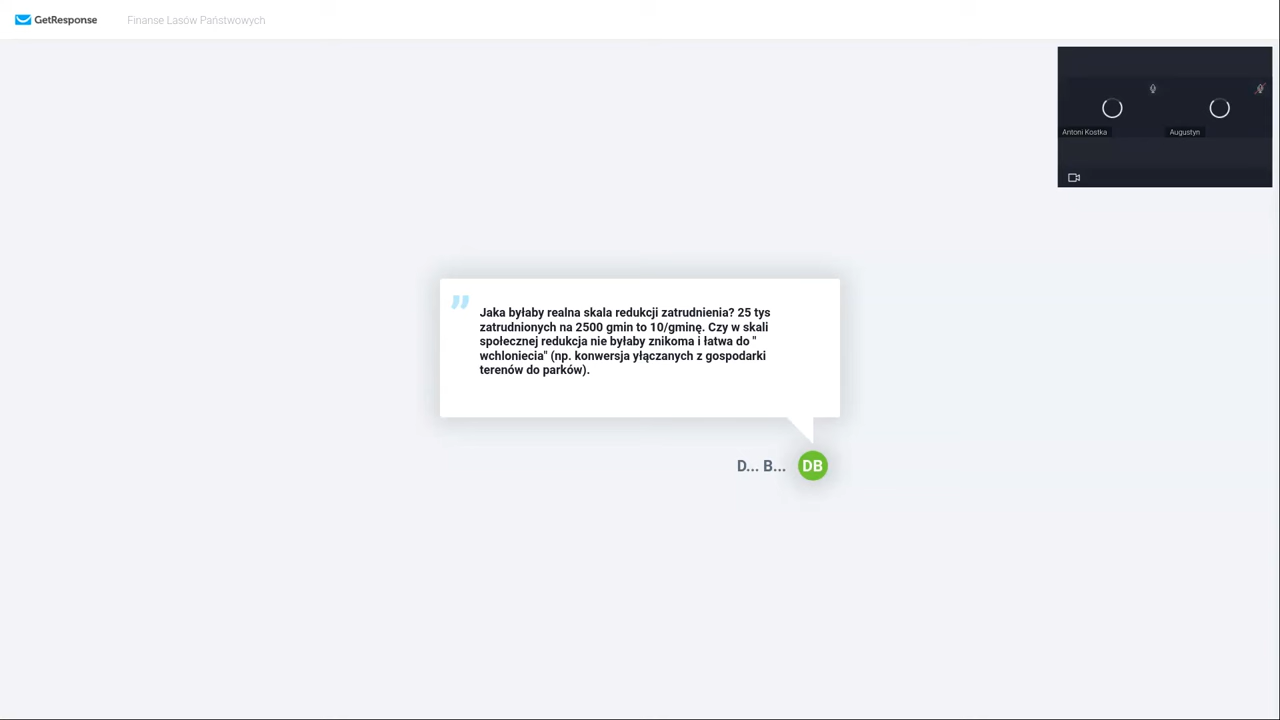 GetResponse
Finanse Lasów Państwowych
Antoni Kostka
Augustyn
Jaka byłaby realna skala redukcji zatrudnienia? 25 tys
zatrudnionych na 2500 gmin to 10/gminę. Czy w skali
społecznej redukcja nie byłaby znikoma i łatwa do "
wchloniecia" (np. konwersja yłączanych z gospodarki
terenów do parków).
D... B...
DB